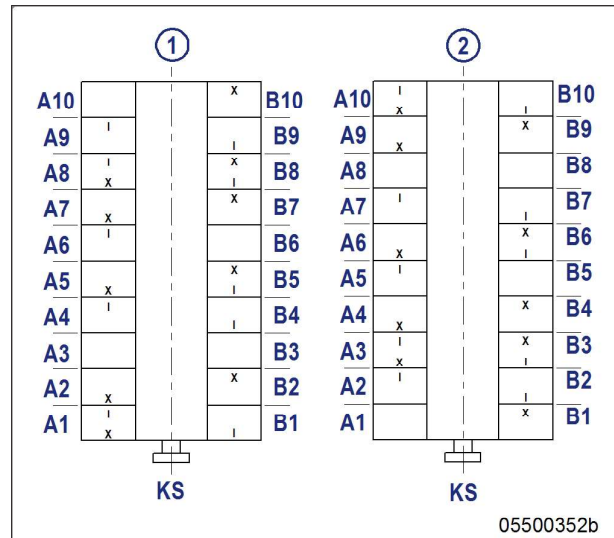 1 2
A10 X B10 A10 I X I B10
A9 I I B9 A9 X X B9
A8 I X X I B8 A8 B8
A7 X X B7 A7 I I B7
A6 I B6 A6 X X I B6
A5 X X I B5 A5 I B5
A4 I I B4 A4 X X B4
A3 B3 A3 I X X I B3
A2 X X B2 A2 I I B2
A1 I X I B1 A1 X B1
KS KS
05500352b